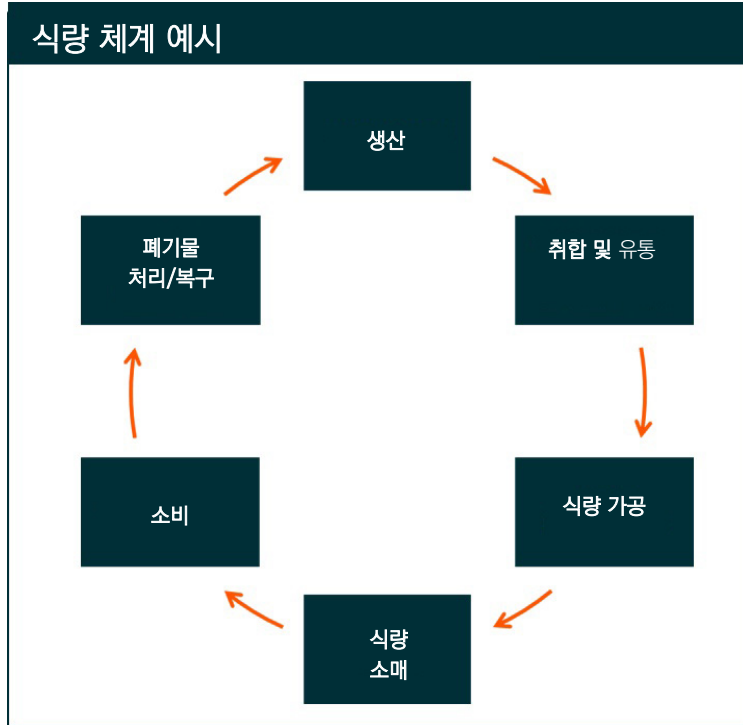 식량 체계 예시
생산
취합 및 유통
식량 가공
식량
소매
소비
폐기물
처리/복구